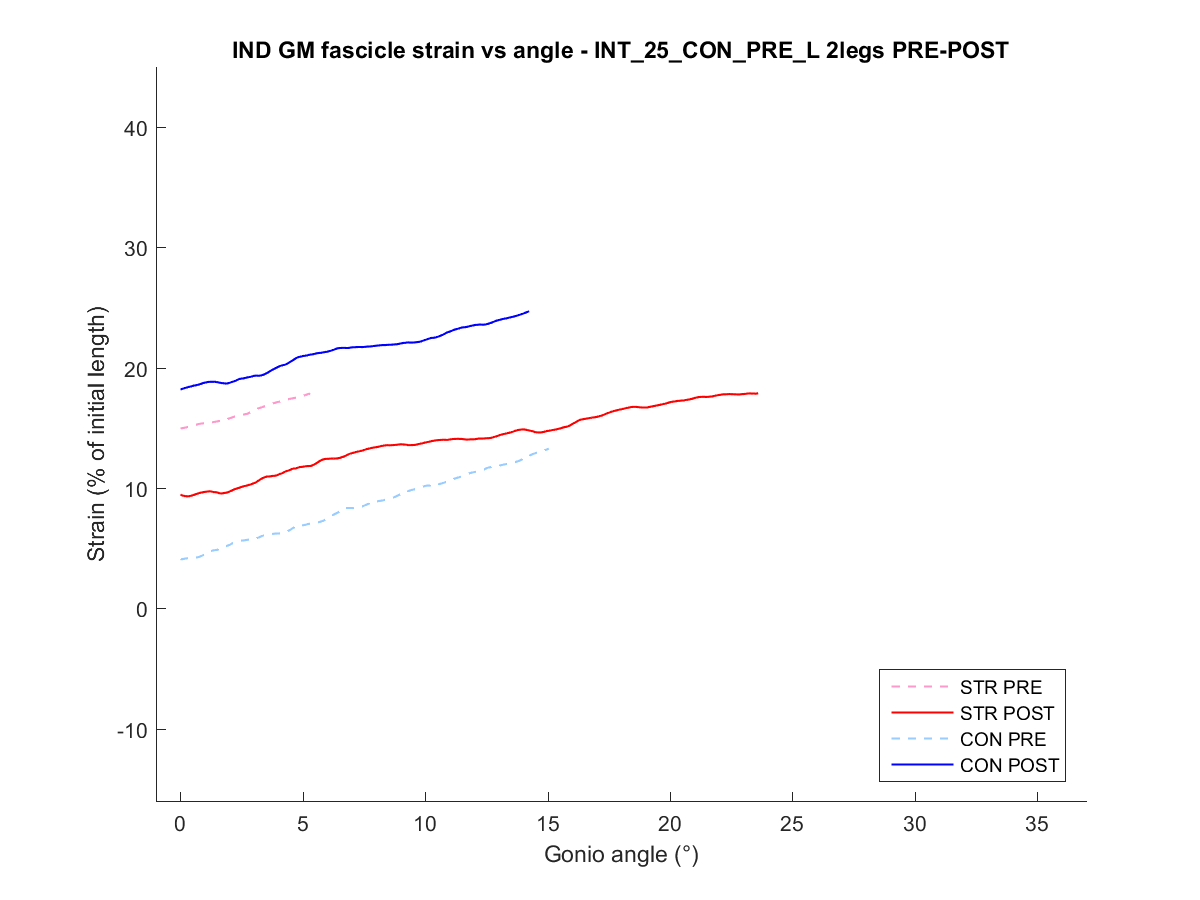 IND GM fascicle strain vs angle - INT_25_CON_PRE_L 2legs PRE-POST
40
30
20
10
0
-10
Strain (% of initial length)
0 5 10 15 20 25 30 35
Gonio angle (°)
STR PRE
STR POST
CON PRE
CON POST